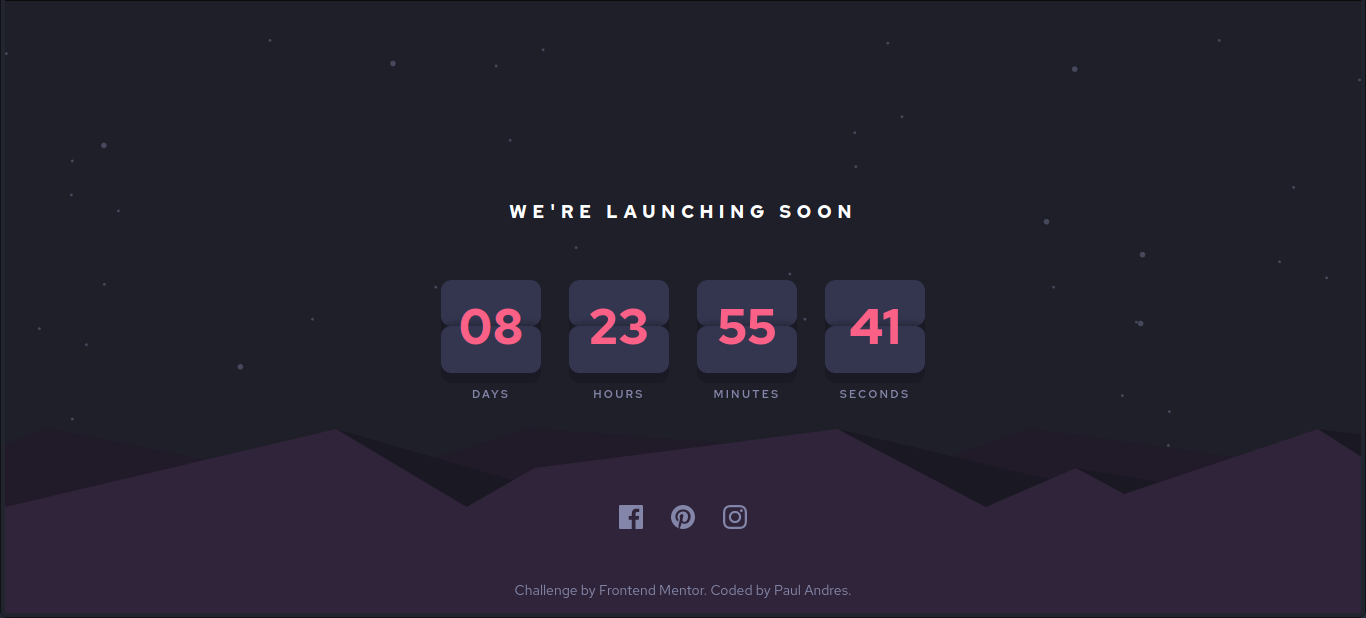 WE'RE LAUNCHING SOON
08 23 55 41
DAYS HOURS MINUTES SECONDS
Challenge by Frontend Mentor. Coded by Paul Andres.